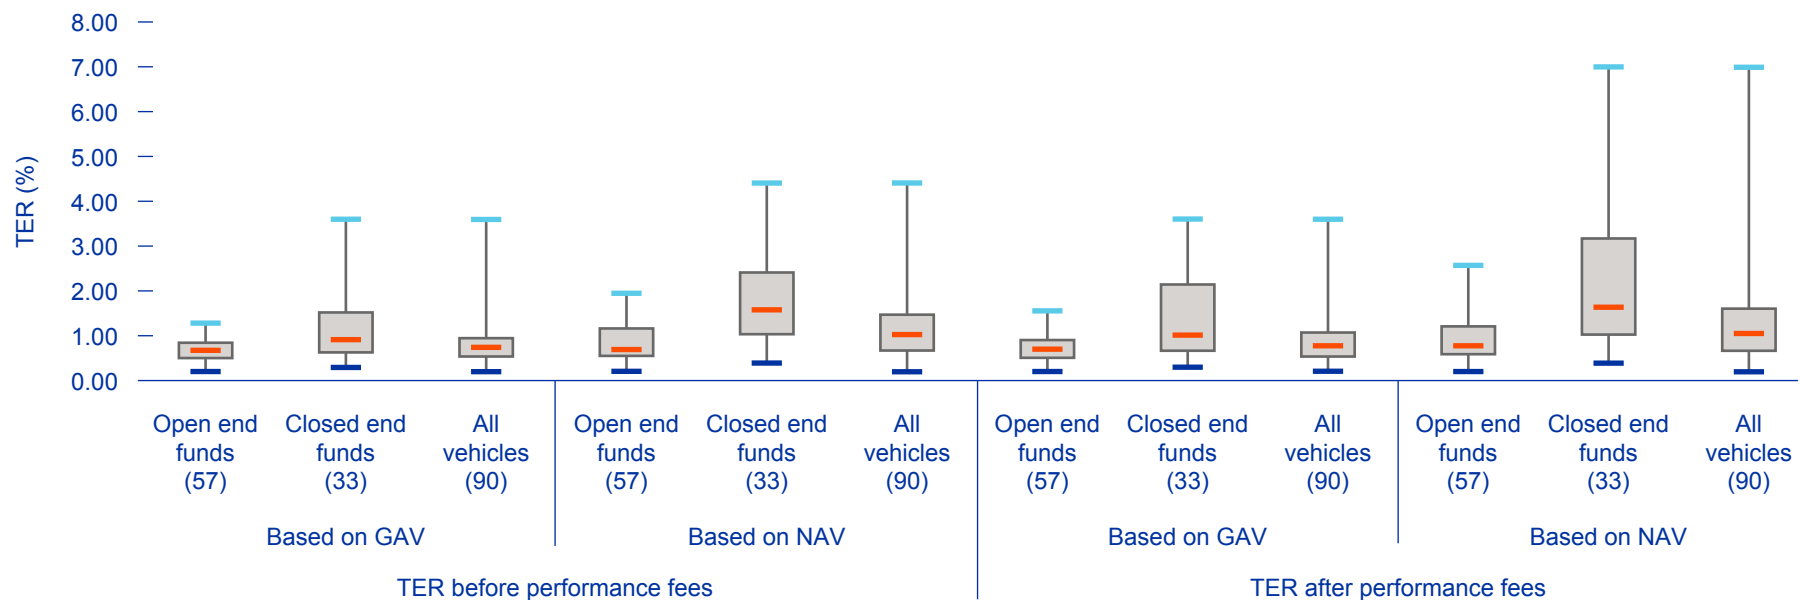 8.00
7.00
6.00
5.00
4.00
3.00
2.00
1.00
0.00
TER (%)
Open end
funds
(57)
Closed end
funds
(33)
All
vehicles
(90)
Open end
funds
(57)
Closed end
funds
(33)
All
vehicles
(90)
Open end
funds
(57)
Closed end
funds
(33)
All
vehicles
(90)
Open end
funds
(57)
Closed end
funds
(33)
All
vehicles
(90)
Based on GAV
Based on NAV
Based on GAV
Based on NAV
TER before performance fees
TER after performance fees